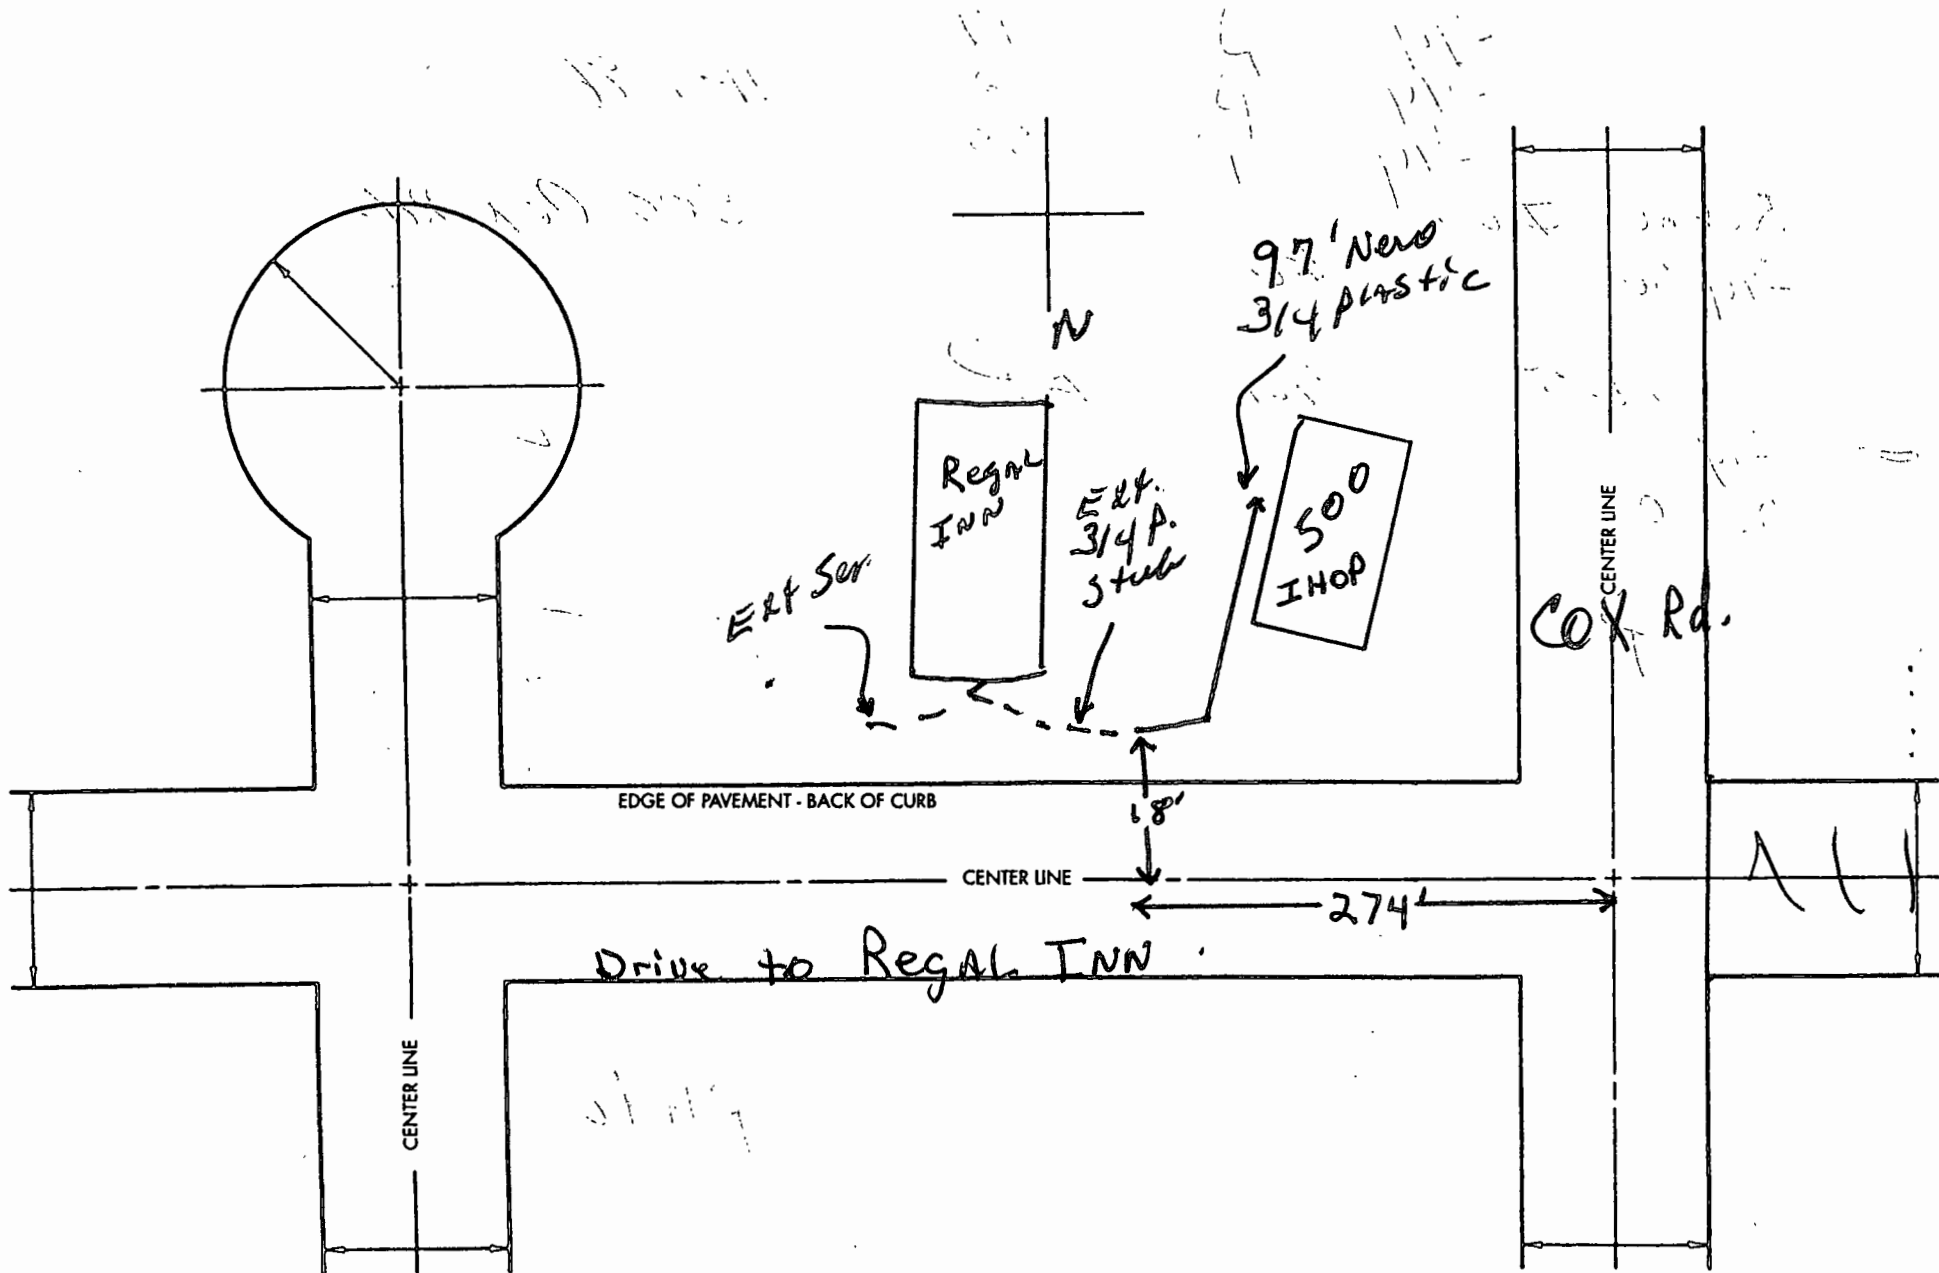 97' New
3/4 plastic
N
Regal
INN
Ext.
3/4 P.
Stub
500
IHOP
Ext Ser.
CENTER LINE
COX Rd.
EDGE OF PAVEMENT - BACK OF CURB
18'
CENTER LINE
274'
Drive to Regal INN
CENTER LINE